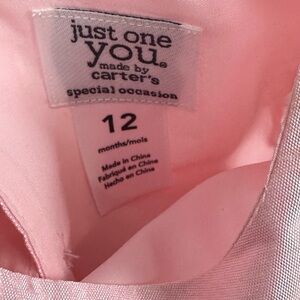 just one
you.
made by
carter's
special occasion
12
months/mois
Made in China
Fabriqué en Chine
Hecho en China